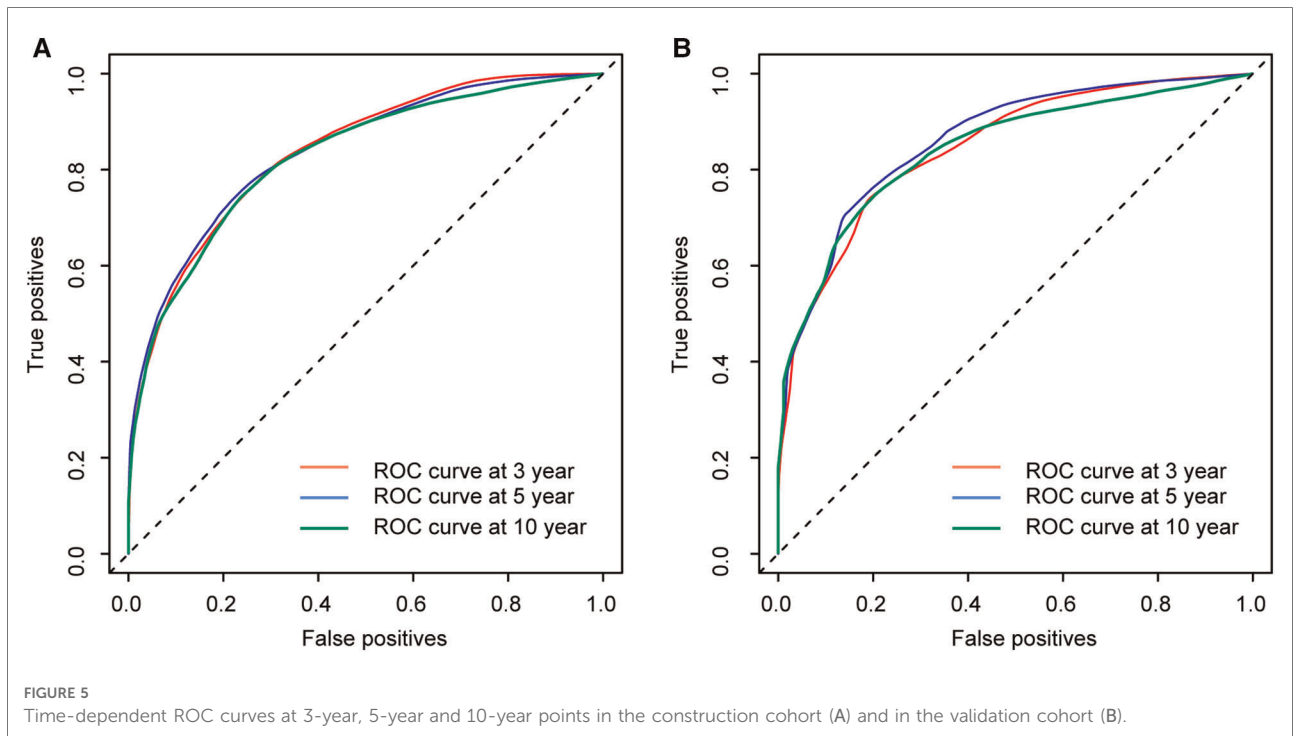 A
1.0
0.8
0.6
0.4
0.2
0.0
True positives
ROC curve at 3 year
ROC curve at 5 year
ROC curve at 10 year
0.0 0.2 0.4 0.6 0.8 1.0
False positives
B
1.0
0.8
0.6
0.4
0.2
0.0
True positives
ROC curve at 3 year
ROC curve at 5 year
ROC curve at 10 year
0.0 0.2 0.4 0.6 0.8 1.0
False positives
FIGURE 5
Time-dependent ROC curves at 3-year, 5-year and 10-year points in the construction cohort (A) and in the validation cohort (B).